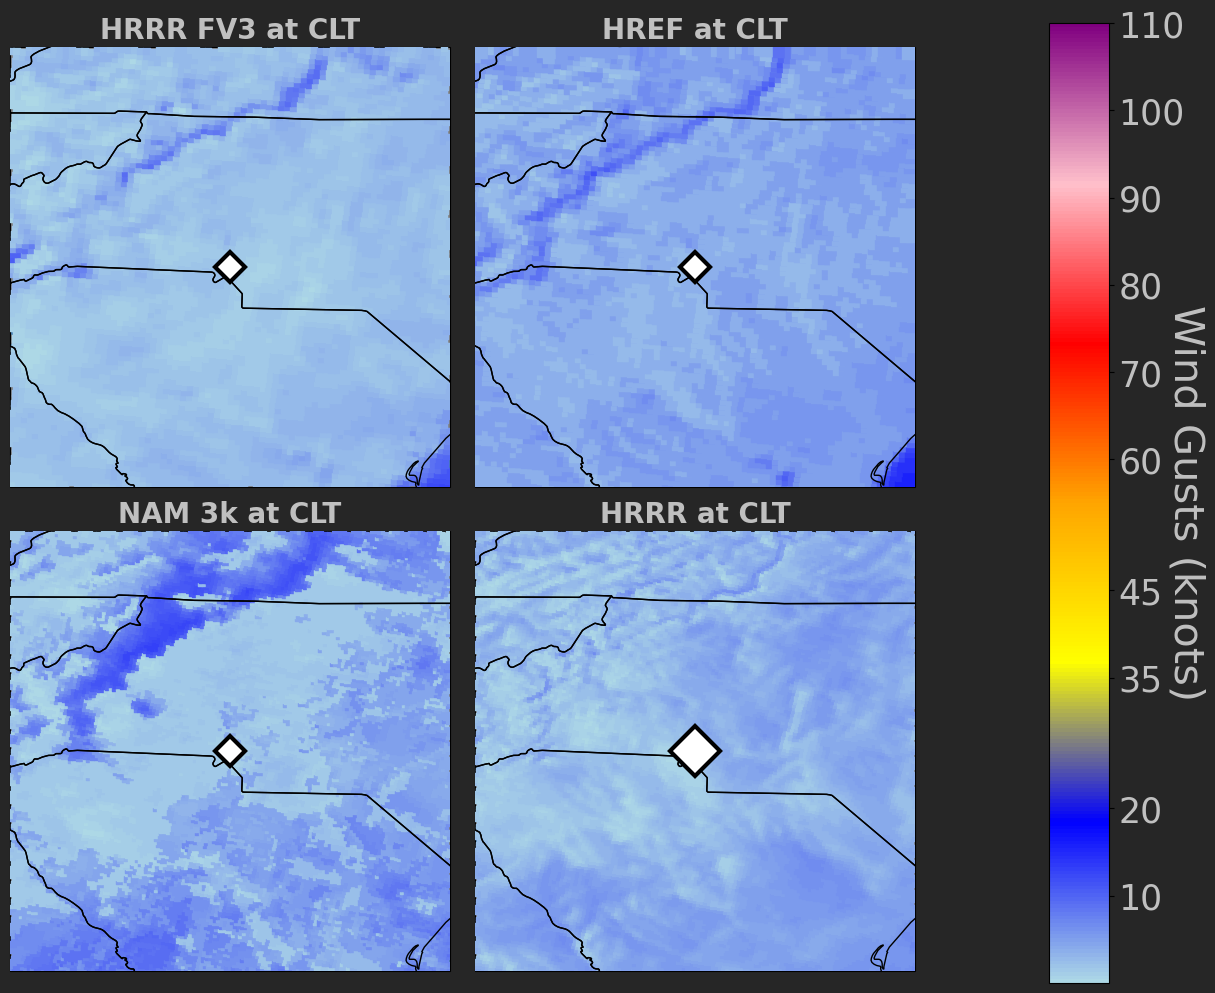 HRRR FV3 at CLT
HREF at CLT
NAM 3k at CLT
HRRR at CLT
110
100
90
80
70
60
45
35
20
10
Wind Gusts (knots)